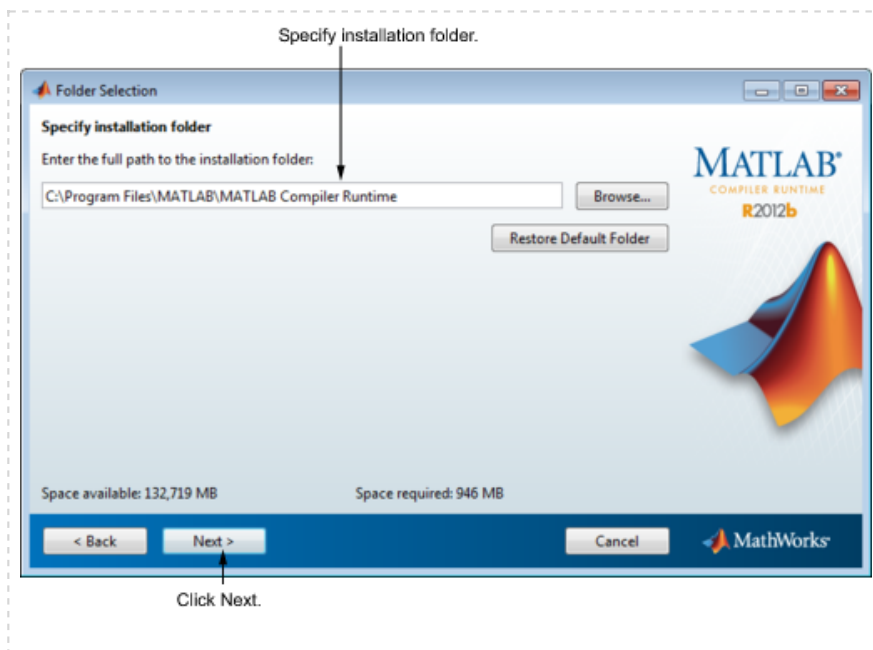 Specify installation folder.
Folder Selection
Specify installation folder
Enter the full path to the installation folder:
C:\Program Files\MATLAB\MATLAB Compiler Runtime
Browse...
Restore Default Folder
MATLAB®
COMPILER RUNTIME
R2012b
Space available: 132,719 MB
Space required: 946 MB
< Back
Next >
Cancel
MathWorks®
Click Next.